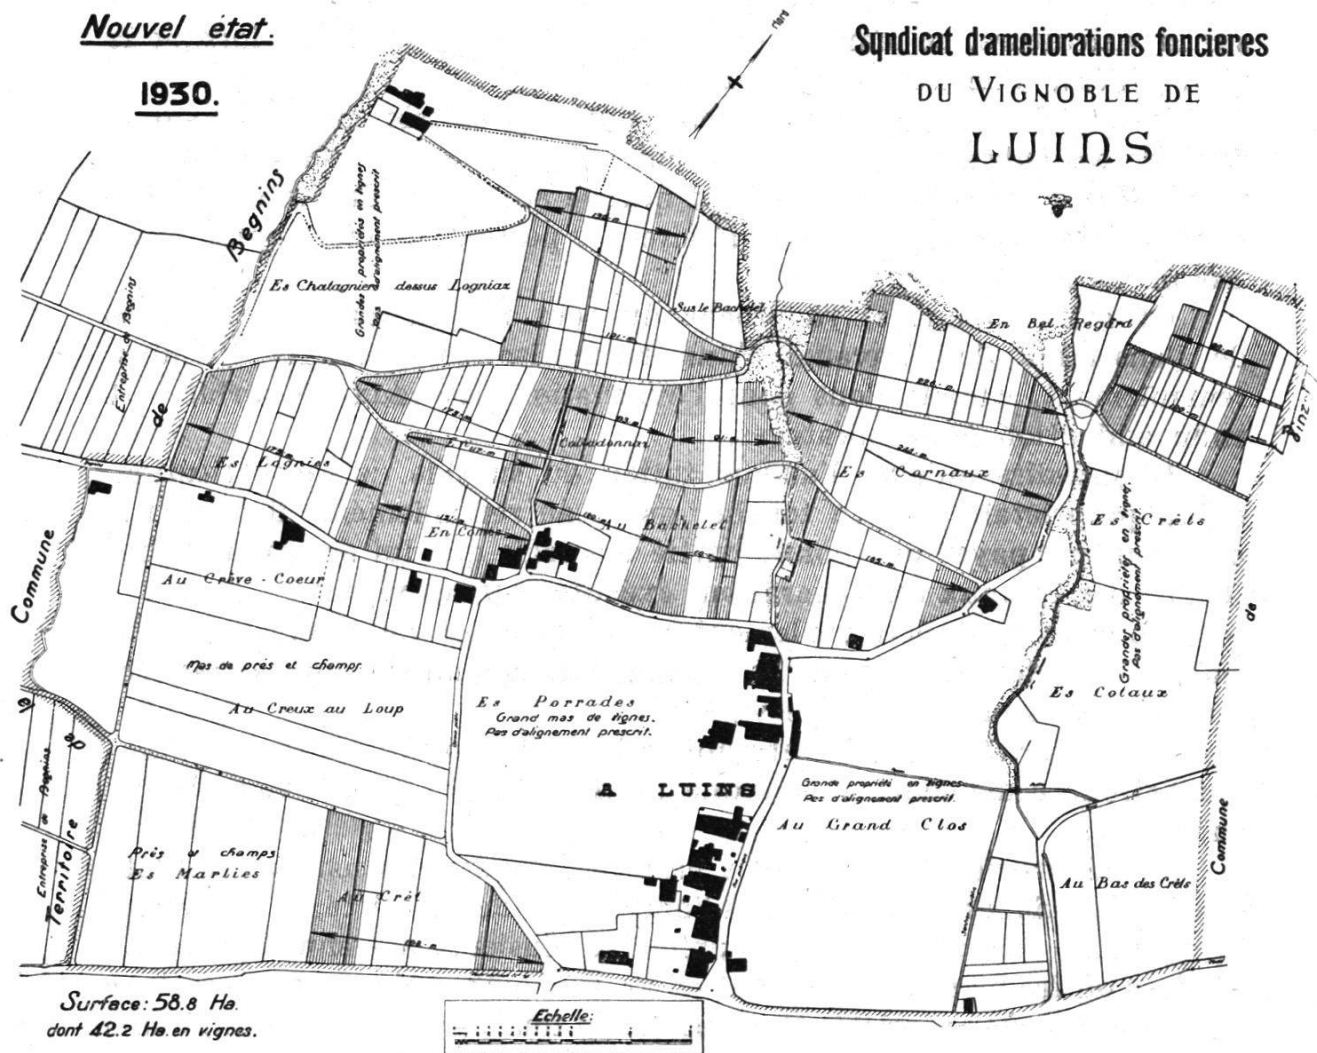 Nouvel état.
1930.
Syndicat d'ameliorations foncieres
DU VIGNOBLE DE
LUINS
Nord
Begnins
de
Commune
Territoire
Entreprise de Begnins
Entreprise de Begnins
Grandes propriétés en vignes
Pas d'alignement prescrit
Es Chatagniers dessus Logniaz
Sus le Bachelet
En Bel-Regard
Es Lognies
Es Cornaux
Au Bachelet
En Combe
Es Crêts
Grandes propriétés en vignes.
Pas d'alignement prescrit.
Au Crève-Coeur
Mas de prés et champs
Au Creux au Loup
Es Porrades
Grand mas de vignes.
Pas d'alignement prescrit.
Es Colaux
A LUINS
Grande propriété en vignes
Pas d'alignement prescrit.
Au Grand Clos
Prés et champs
Es Marlies
Au Crêt
Au Bas des Crêts
de
Commune
Surface: 58.8 Ha.
dont 42.2 Ha. en vignes.
Echelle: